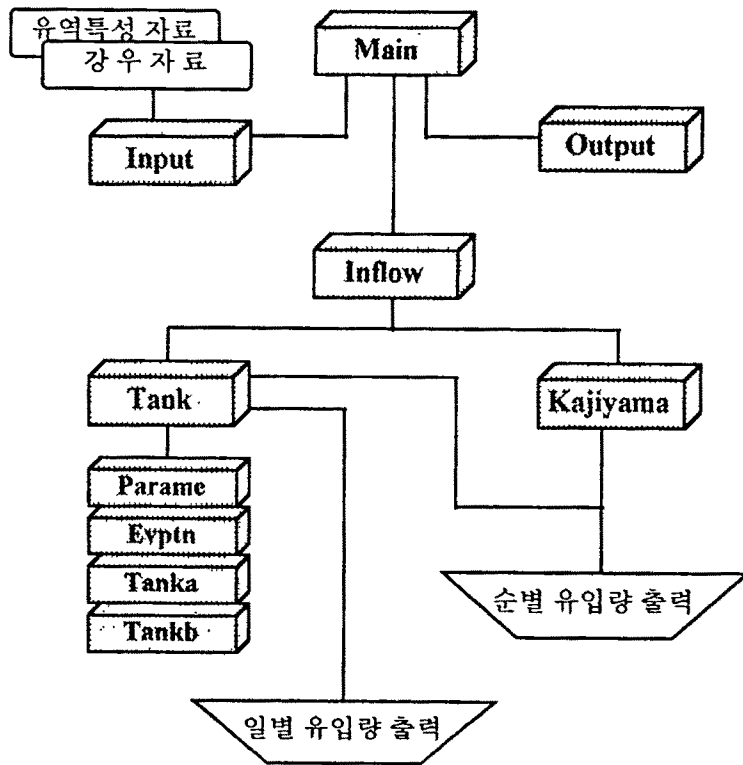 유역특성 자료
강 우 자 료
Main
Input
Output
Inflow
Tank
Kajiyama
Parame
Evptn
Tanka
Tankb
순별 유입량 출력
일별 유입량 출력